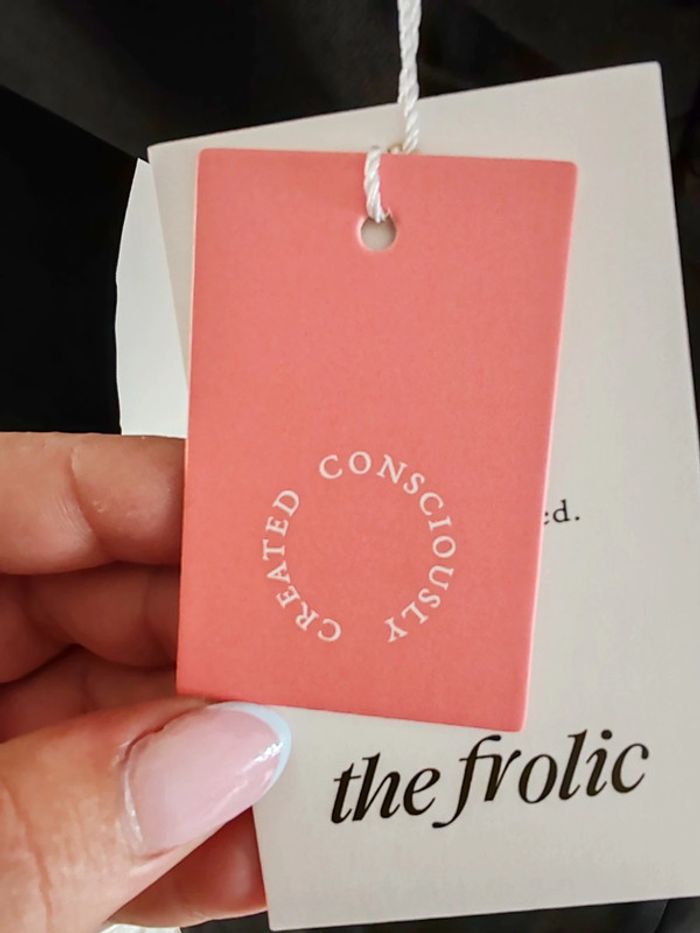 CREATED CONSCIOUSLY
the frolic